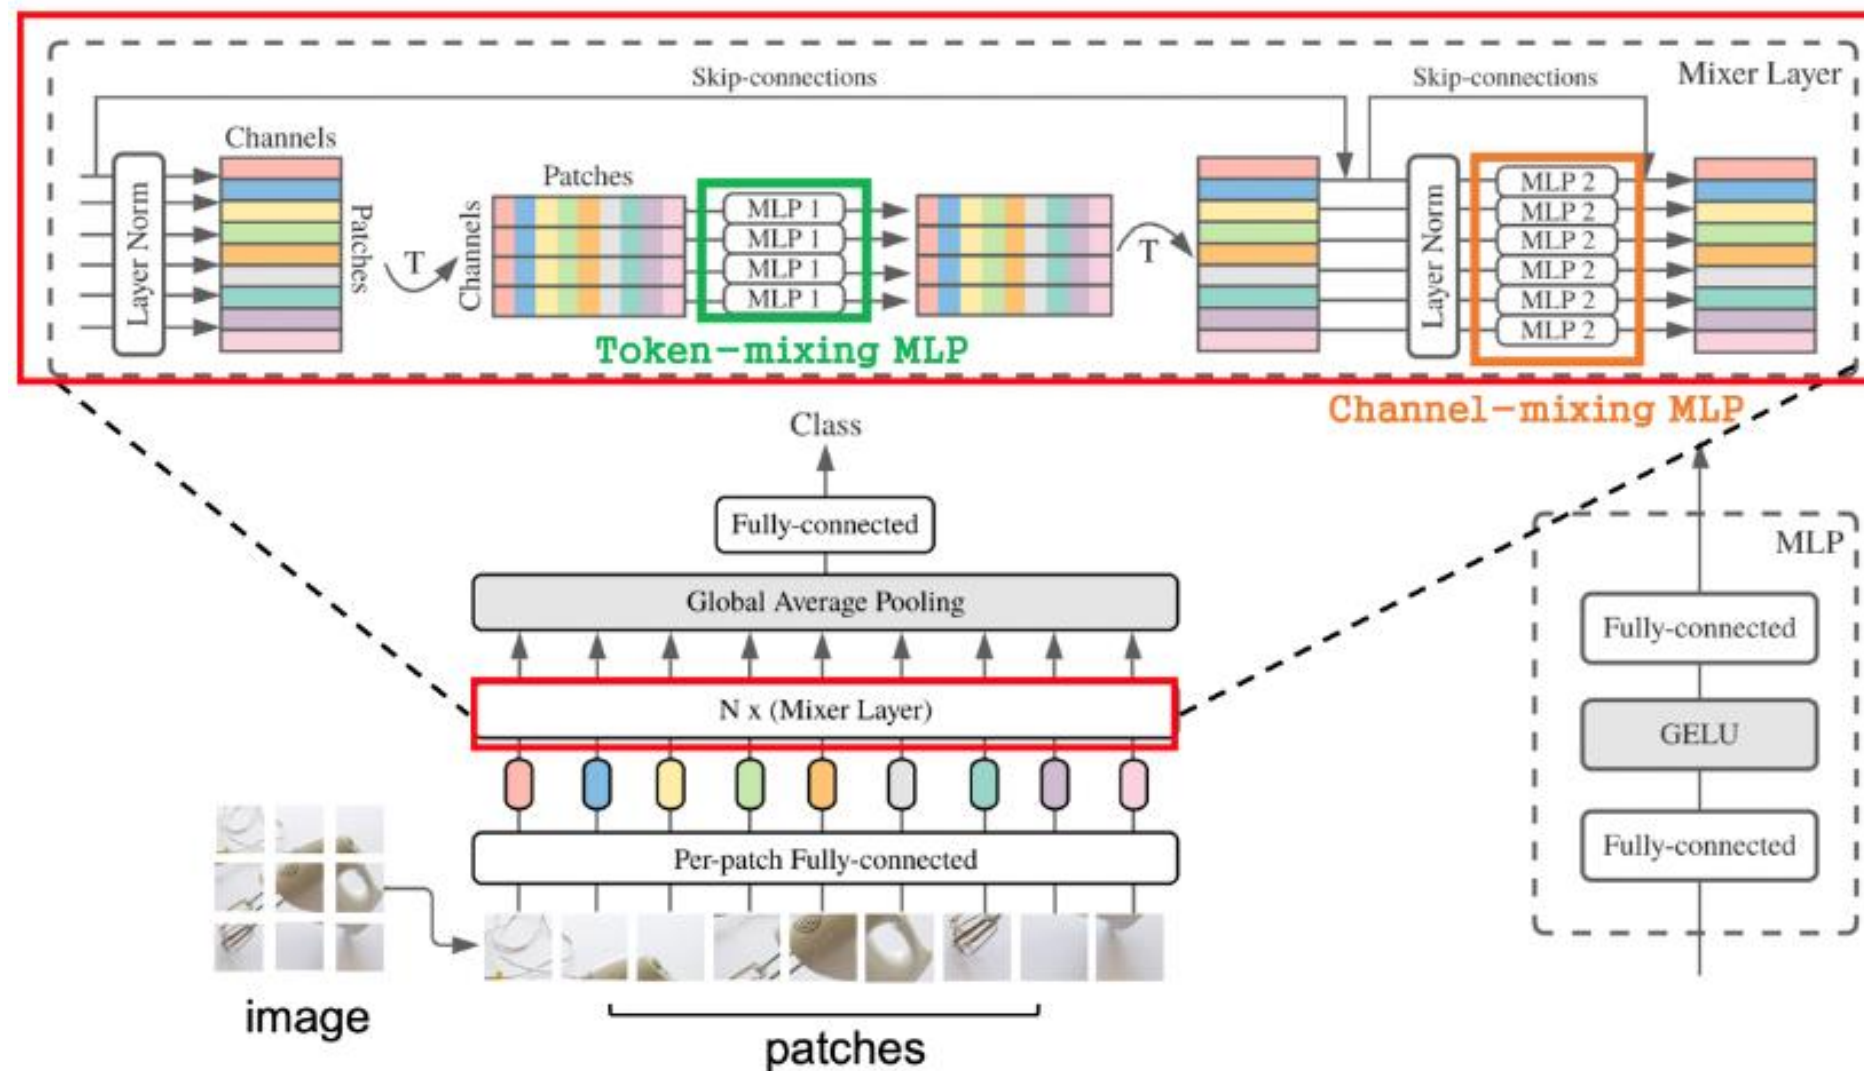 Skip-connections
Skip-connections
Mixer Layer
Channels
Layer Norm
Patches
T
Channels
Patches
MLP 1
MLP 1
MLP 1
MLP 1
T
Layer Norm
MLP 2
MLP 2
MLP 2
MLP 2
MLP 2
MLP 2
Token-mixing MLP
Channel-mixing MLP
Class
Fully-connected
Global Average Pooling
N x (Mixer Layer)
Per-patch Fully-connected
MLP
Fully-connected
GELU
Fully-connected
image
patches